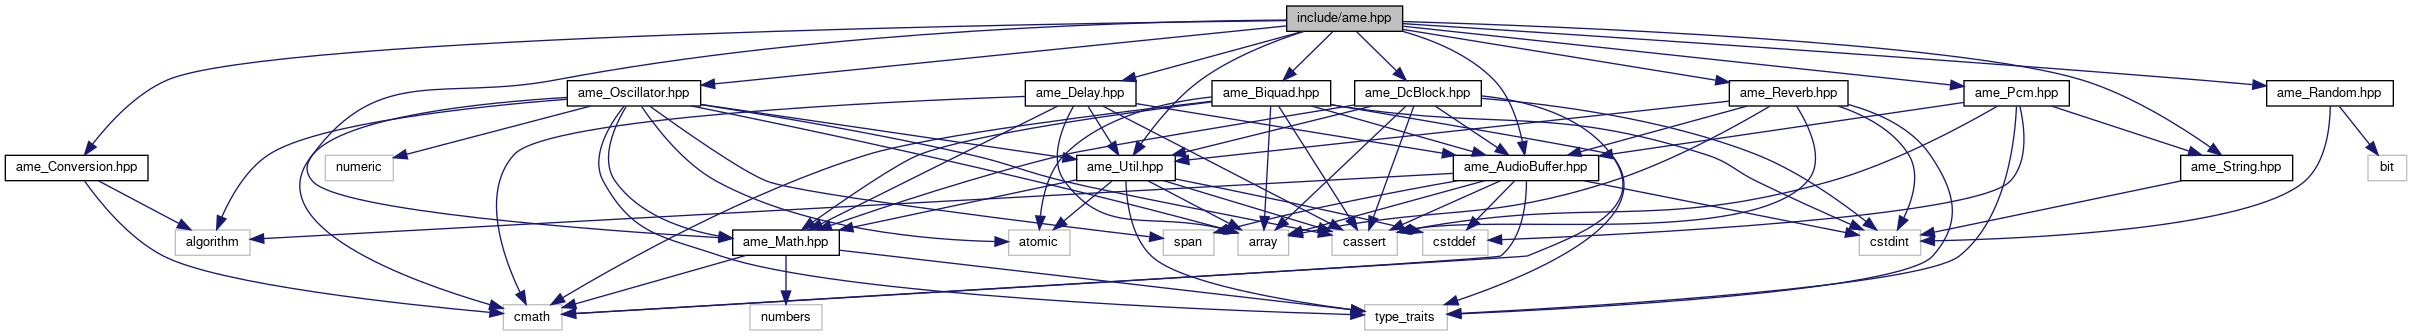 include/ame.hpp
ame_Oscillator.hpp
ame_Delay.hpp
ame_Biquad.hpp
ame_DcBlock.hpp
ame_Reverb.hpp
ame_Pcm.hpp
ame_Random.hpp
ame_Conversion.hpp
numeric
ame_Util.hpp
ame_AudioBuffer.hpp
ame_String.hpp
bit
algorithm
ame_Math.hpp
atomic
span
array
cassert
cstddef
cstdint
cmath
numbers
type_traits